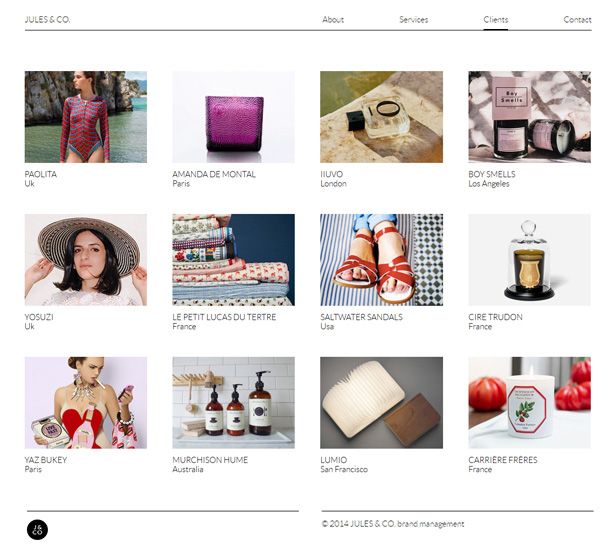 JULES & CO.
About
Services
Clients
Contact
Boy
Smells
PAOLITA
Uk
AMANDA DE MONTAL
Paris
IIUVO
London
BOY SMELLS
Los Angeles
YOSUZI
Uk
LE PETIT LUCAS DU TERTRE
France
SALTWATER SANDALS
Usa
CIRE TRUDON
France
YAZ BUKEY
Paris
MURCHISON HUME
Australia
LUMIO
San Francisco
CARRIÈRE FRÈRES
France
J&
CO
© 2014 JULES & CO. brand management